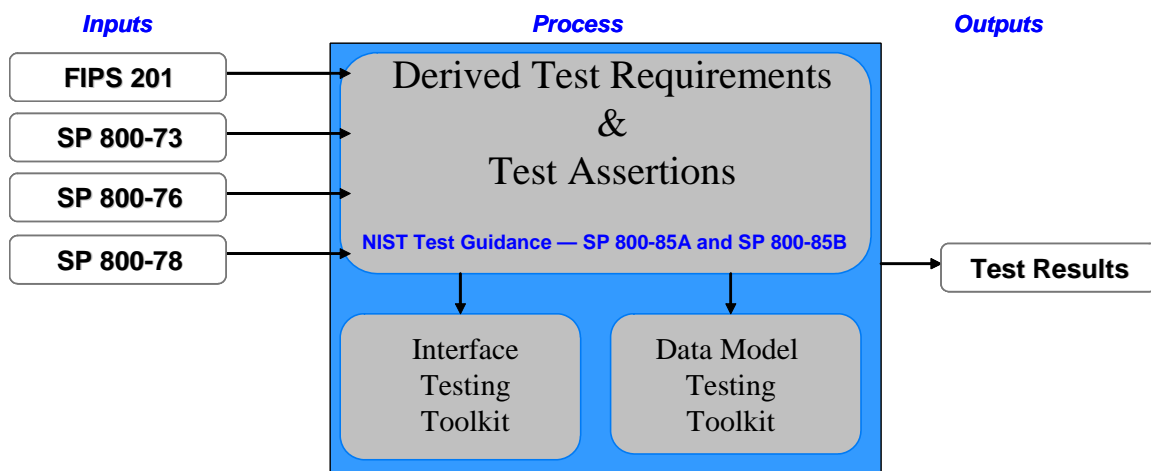 Inputs
Process
Outputs
FIPS 201
SP 800-73
SP 800-76
SP 800-78
Derived Test Requirements
&
Test Assertions
NIST Test Guidance — SP 800-85A and SP 800-85B
Interface
Testing
Toolkit
Data Model
Testing
Toolkit
Test Results